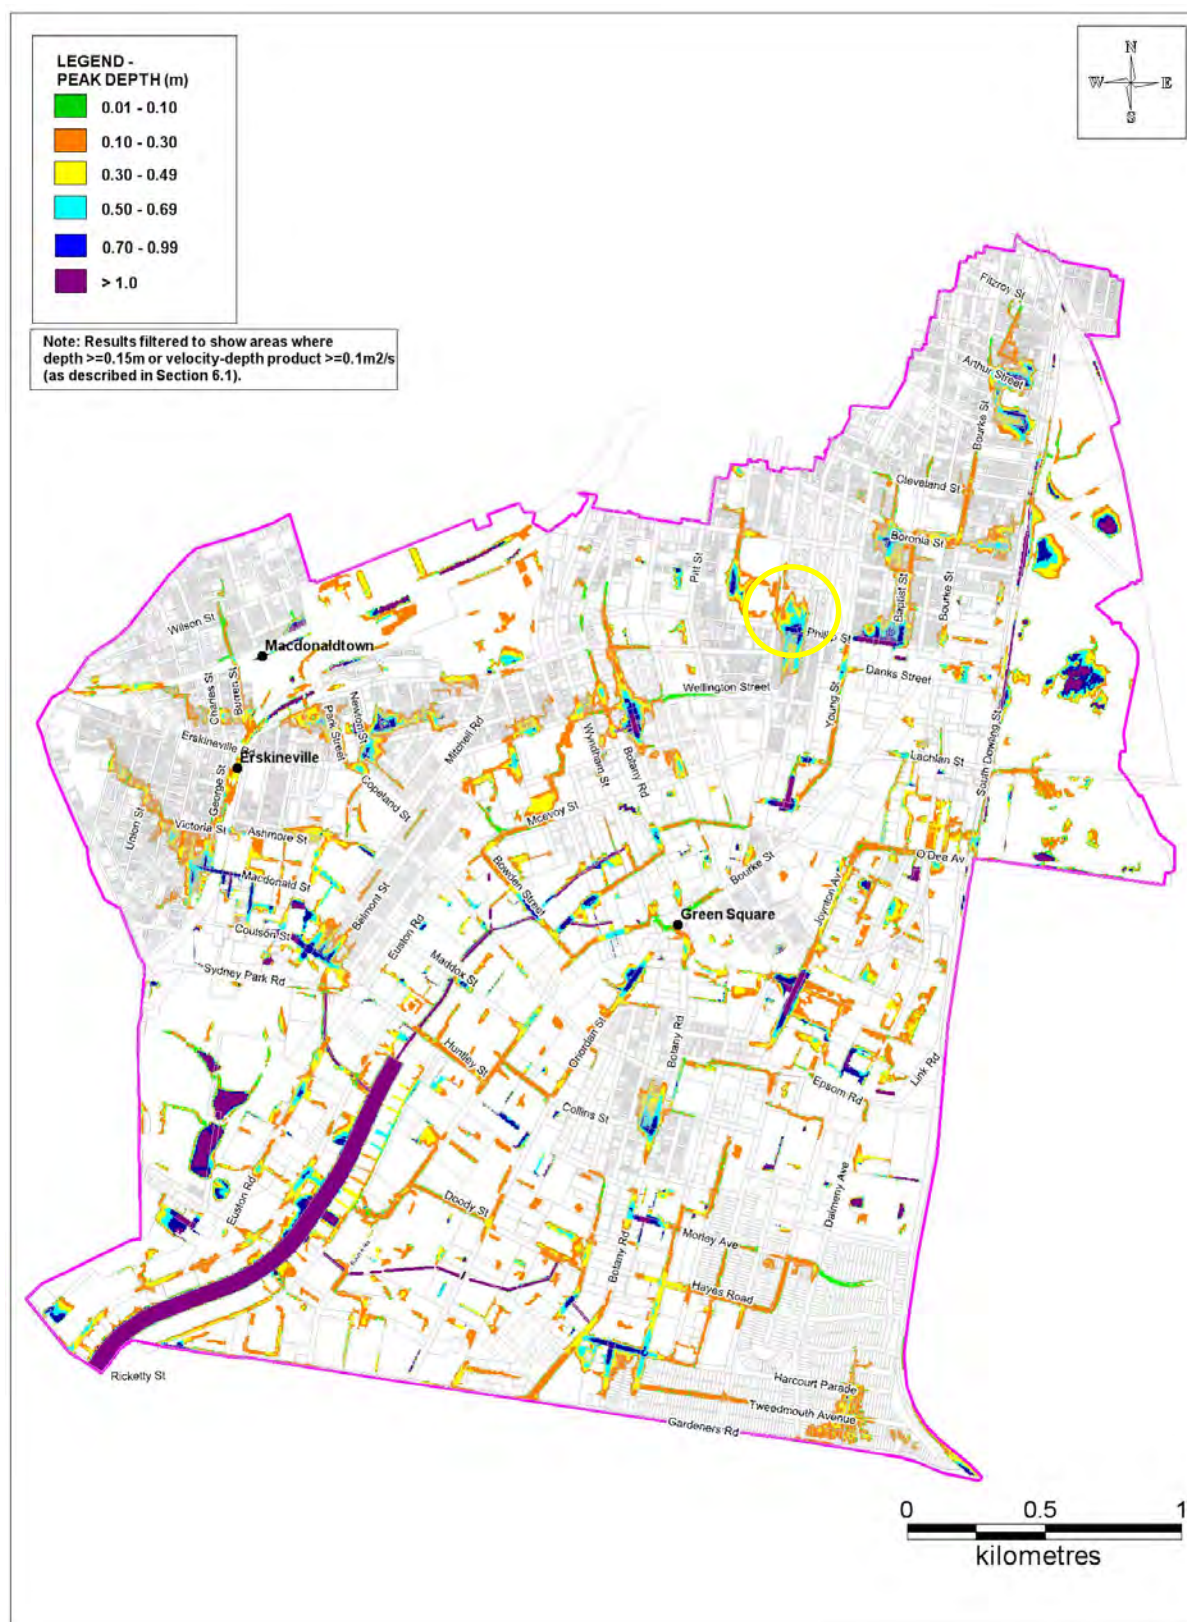 LEGEND -
PEAK DEPTH (m)
0.01 - 0.10
0.10 - 0.30
0.30 - 0.49
0.50 - 0.69
0.70 - 0.99
> 1.0
Note: Results filtered to show areas where
depth >=0.15m or velocity-depth product >=0.1m2/s
(as described in Section 6.1).
N
W
E
S
Fitzroy St
Arthur Street
Bourke St
Cleveland St
Boronia St
Pitt St
Baptist St
Bourke St
Phillip St
Wilson St
Macdonaldtown
Danks Street
Wellington Street
Charles St
Burren St
Newton St
Park Street
Mitchell Rd
Young St
South Dowling St
Erskineville Rd
Erskineville
Wyndham St
Botany Rd
Lachlan St
George St
Copeland St
Union St
Victoria St
Ashmore St
Mcevoy St
O'Dea Av
Bourke St
Macdonald St
Bowden Street
Joynton Av
Belmont St
Green Square
Coulson St
Euston Rd
Maddox St
Sydney Park Rd
Huntley St
Botany Rd
Link Rd
Epsom Rd
Collins St
Euston Rd
Doody St
Dalmeny Ave
Morley Ave
Botany Rd
Hayes Road
Ricketty St
Harcourt Parade
Tweedmouth Avenue
Gardeners Rd
0
0.5
1
kilometres